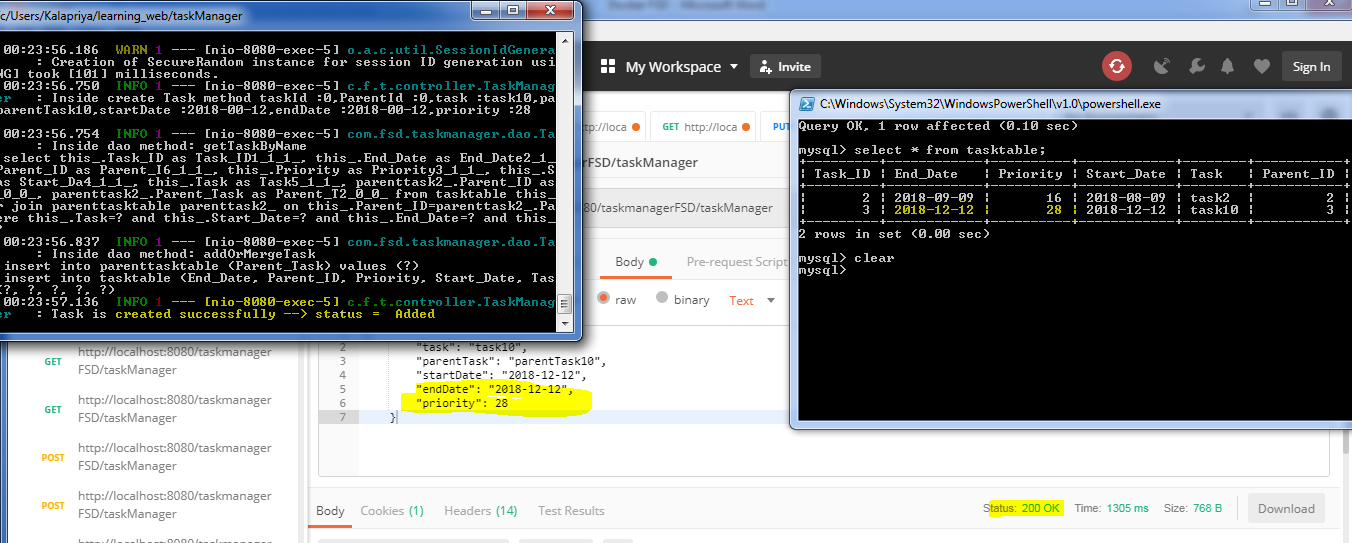 Docker FSD - Microsoft Word
c/Users/Kalapriya/learning_web/taskManager
00:23:56.186 WARN 1 --- [nio-8080-exec-5] o.a.c.util.SessionIdGenera
: Creation of SecureRandom instance for session ID generation usi
NG] took [101] milliseconds.
00:23:56.750 INFO 1 --- [nio-8080-exec-5] c.f.t.controller.TaskManag
er : Inside create Task method taskId :0,ParentId :0,task :task10,pa
parentTask10,startDate :2018-00-12,endDate :2018-00-12,priority :28
00:23:56.754 INFO 1 --- [nio-8080-exec-5] com.fsd.taskmanager.dao.Ta
: Inside dao method: getTaskByName
select this_.Task_ID as Task_ID1_1_1_, this_.End_Date as End_Date2_1_
Parent_ID as Parent_I6_1_1_, this_.Priority as Priority3_1_1_, this_.S
as Start_Da4_1_1_, this_.Task as Task5_1_1_, parenttask2_.Parent_ID as
_0_0_, parenttask2_.Parent_Task as Parent_T2_0_0_ from tasktable this_
r join parenttasktable parenttask2_ on this_.Parent_ID=parenttask2_.Pa
ere this_.Task=? and this_.Start_Date=? and this_.End_Date=? and this_
00:23:56.837 INFO 1 --- [nio-8080-exec-5] com.fsd.taskmanager.dao.Ta
: Inside dao method: addOrMergeTask
insert into parenttasktable (Parent_Task) values (?)
insert into tasktable (End_Date, Parent_ID, Priority, Start_Date, Tas
(?, ?, ?, ?, ?)
00:23:57.136 INFO 1 --- [nio-8080-exec-5] c.f.t.controller.TaskManag
er : Task is created successfully --> status = Added
My Workspace Invite Sign In
http://loca GET http://loca PUT
erFSD/taskManager
80/taskmanagerFSD/taskManager
Body Pre-request Script
raw binary Text
C:\Windows\System32\WindowsPowerShell\v1.0\powershell.exe
Query OK, 1 row affected (0.10 sec)
mysql> select * from tasktable;
| Task_ID | End_Date | Priority | Start_Date | Task | Parent_ID |
| 2 | 2018-09-09 | 16 | 2018-08-09 | task2 | 2 |
| 3 | 2018-12-12 | 28 | 2018-12-12 | task10 | 3 |
2 rows in set (0.00 sec)
mysql> clear
mysql>
2 "task": "task10",
3 "parentTask": "parentTask10",
4 "startDate": "2018-12-12",
5 "endDate": "2018-12-12",
6 "priority": 28
7 }
GET http://localhost:8080/taskmanager
FSD/taskManager
GET http://localhost:8080/taskmanager
FSD/taskManager
POST http://localhost:8080/taskmanager
FSD/taskManager
POST http://localhost:8080/taskmanager
FSD/taskManager
http://localhost:8080/taskmanager
Body Cookies (1) Headers (14) Test Results Status: 200 OK Time: 1305 ms Size: 768 B Download